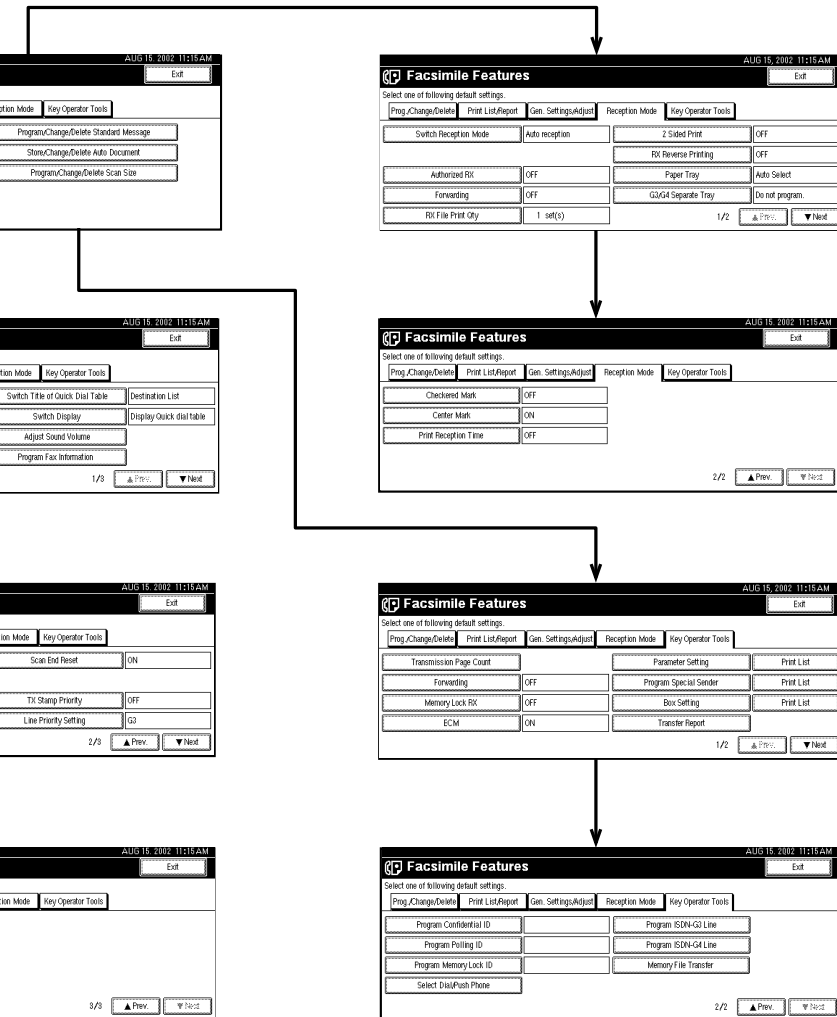 AUG 15. 2002 11:15AM
Exit
ption Mode Key Operator Tools
Program/Change/Delete Standard Message
Store/Change/Delete Auto Document
Program/Change/Delete Scan Size
AUG 15, 2002 11:15AM
Facsimile Features Exit
Select one of following default settings.
Prog./Change/Delete Print List/Report Gen. Settings/Adjust Reception Mode Key Operator Tools
Switch Reception Mode Auto reception 2 Sided Print OFF
RX Reverse Printing OFF
Authorized RX OFF Paper Tray Auto Select
Forwarding OFF G3/G4 Separate Tray Do not program.
RX File Print Qty 1 set(s) 1/2 ▲Prev. ▼Next
AUG 15. 2002 11:15AM
Exit
tion Mode Key Operator Tools
Switch Title of Quick Dial Table Destination List
Switch Display Display Quick dial table
Adjust Sound Volume
Program Fax Information
1/3 ▲Prev. ▼Next
AUG 15. 2002 11:15AM
Facsimile Features Exit
Select one of following default settings.
Prog./Change/Delete Print List/Report Gen. Settings/Adjust Reception Mode Key Operator Tools
Checkered Mark OFF
Center Mark ON
Print Reception Time OFF
2/2 ▲Prev. ▼Next
AUG 15. 2002 11:15AM
Exit
ion Mode Key Operator Tools
Scan End Reset ON
TX Stamp Priority OFF
Line Priority Setting G3
2/3 ▲Prev. ▼Next
AUG 15, 2002 11:15AM
Facsimile Features Exit
Select one of following default settings.
Prog./Change/Delete Print List/Report Gen. Settings/Adjust Reception Mode Key Operator Tools
Transmission Page Count Parameter Setting Print List
Forwarding OFF Program Special Sender Print List
Memory Lock RX OFF Box Setting Print List
ECM ON Transfer Report
1/2 ▲Prev. ▼Next
AUG 15. 2002 11:15AM
Exit
tion Mode Key Operator Tools
3/3 ▲Prev. ▼Next
AUG 15. 2002 11:15AM
Facsimile Features Exit
Select one of following default settings.
Prog./Change/Delete Print List/Report Gen. Settings/Adjust Reception Mode Key Operator Tools
Program Confidential ID Program ISDN-G3 Line
Program Polling ID Program ISDN-G4 Line
Program Memory Lock ID Memory File Transfer
Select Dial/Push Phone
2/2 ▲Prev. ▼Next